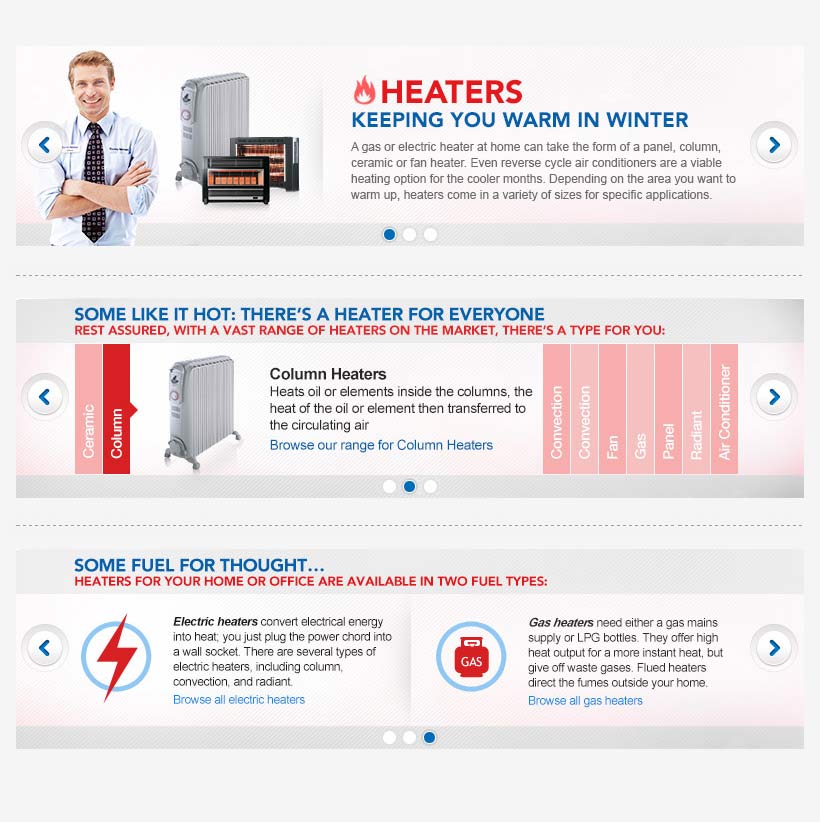 HEATERS
KEEPING YOU WARM IN WINTER
A gas or electric heater at home can take the form of a panel, column,
ceramic or fan heater. Even reverse cycle air conditioners are a viable
heating option for the cooler months. Depending on the area you want to
warm up, heaters come in a variety of sizes for specific applications.
SOME LIKE IT HOT: THERE'S A HEATER FOR EVERYONE
REST ASSURED, WITH A VAST RANGE OF HEATERS ON THE MARKET, THERE'S A TYPE FOR YOU:
Ceramic
Column
Column Heaters
Heats oil or elements inside the columns, the
heat of the oil or element then transferred to
the circulating air
Browse our range for Column Heaters
Convection
Convection
Fan
Gas
Panel
Radiant
Air Conditioner
SOME FUEL FOR THOUGHT...
HEATERS FOR YOUR HOME OR OFFICE ARE AVAILABLE IN TWO FUEL TYPES:
Electric heaters convert electrical energy
into heat; you just plug the power chord into
a wall socket. There are several types of
electric heaters, including column,
convection, and radiant.
Browse all electric heaters
GAS
Gas heaters need either a gas mains
supply or LPG bottles. They offer high
heat output for a more instant heat, but
give off waste gases. Flued heaters
direct the fumes outside your home.
Browse all gas heaters